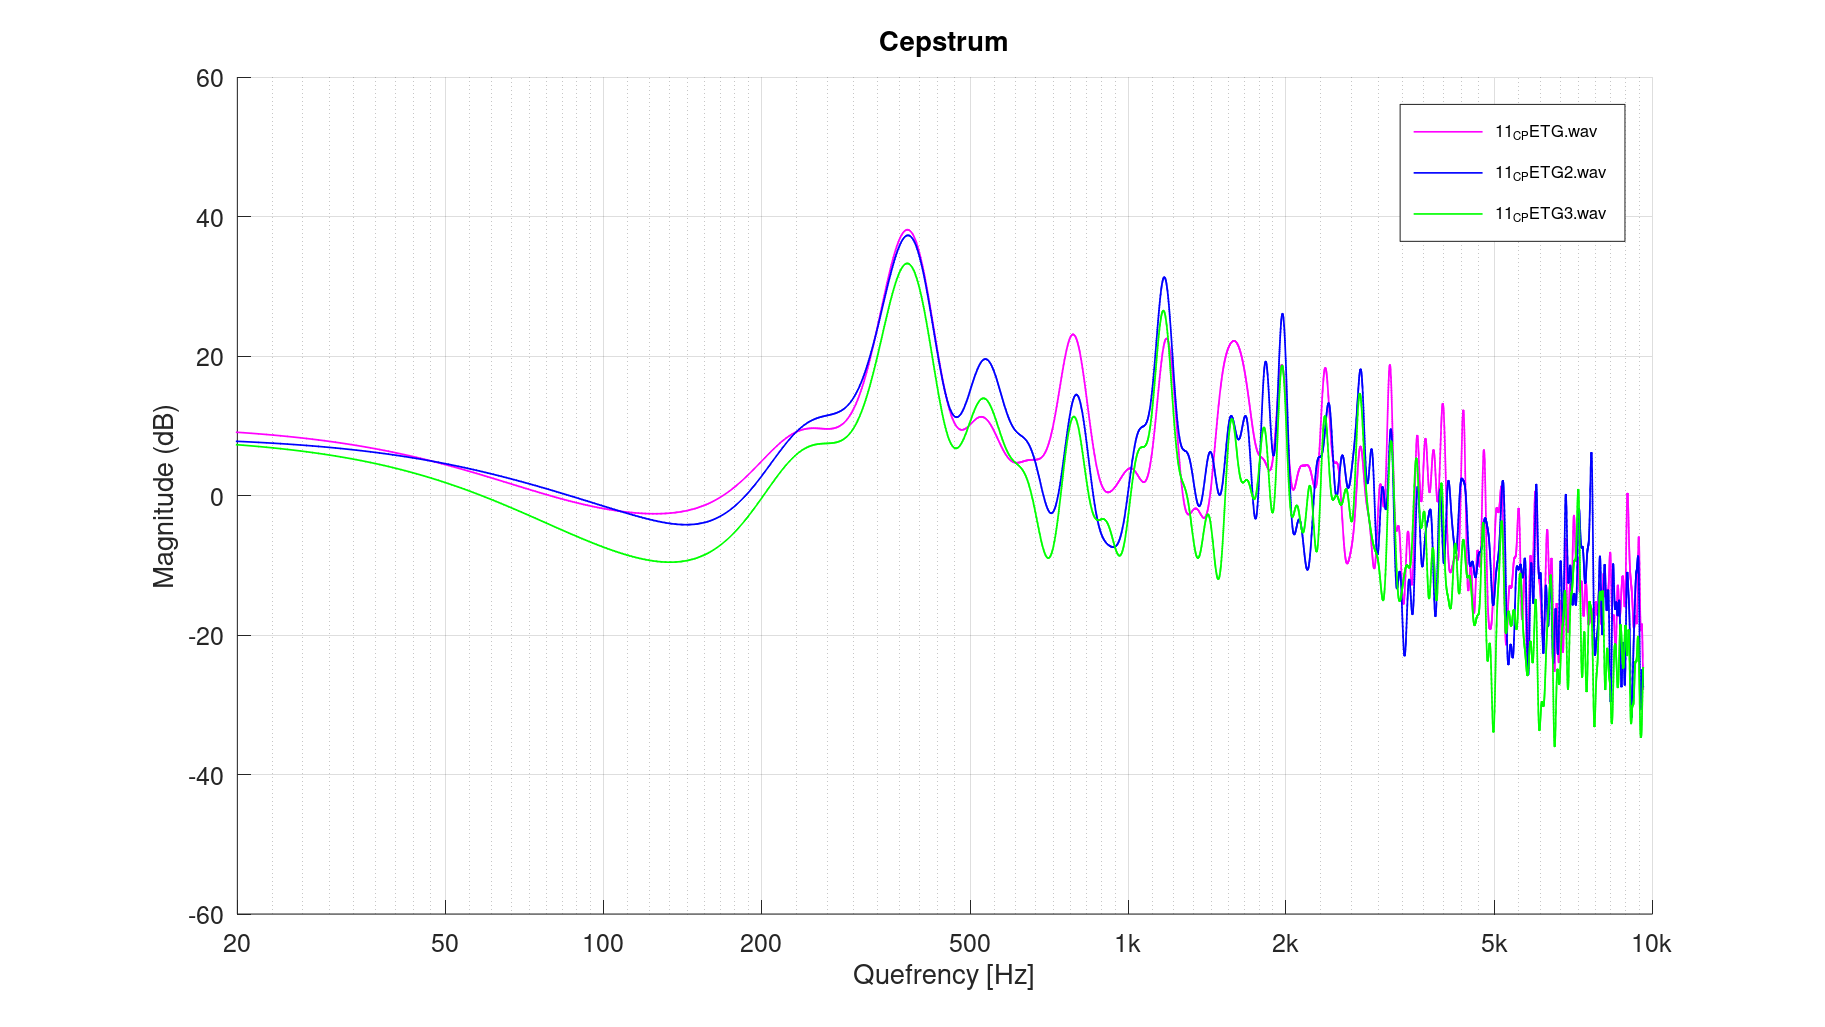 Cepstrum
60
40
20
0
-20
-40
-60
Magnitude (dB)
11CPETG.wav
11CPETG2.wav
11CPETG3.wav
20 50 100 200 500 1k 2k 5k 10k
Quefrency [Hz]